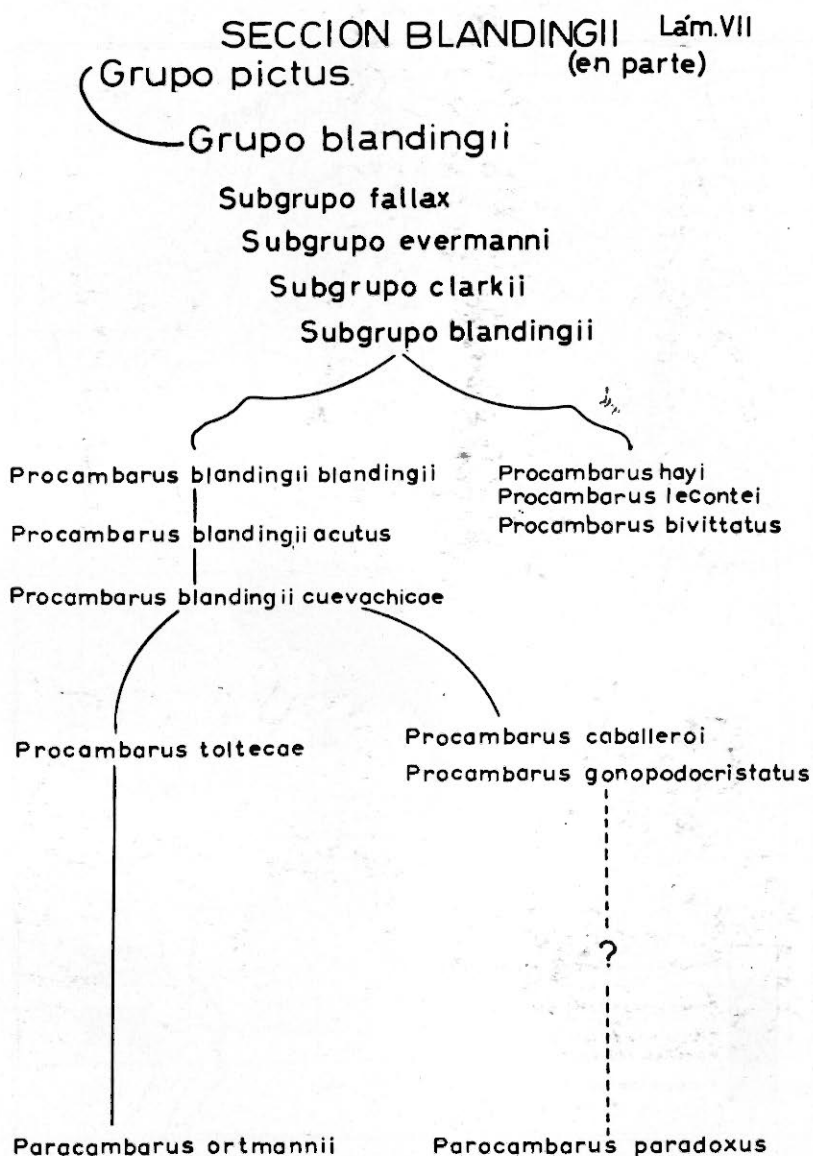 SECCION BLANDINGII Lám. VII
(en parte)
Grupo pictus
Grupo blandingii
Subgrupo fallax
Subgrupo evermanni
Subgrupo clarkii
Subgrupo blandingii
Procambarus blandingii blandingii
Procambarus blandingii acutus
Procambarus blandingii cuevachicae
Procambarus hayi
Procambarus lecontei
Procamborus bivittatus
Procambarus toltecae
Procambarus caballeroi
Procambarus gonopodocristatus
?
Paracambarus ortmannii
Parocambarus paradoxus